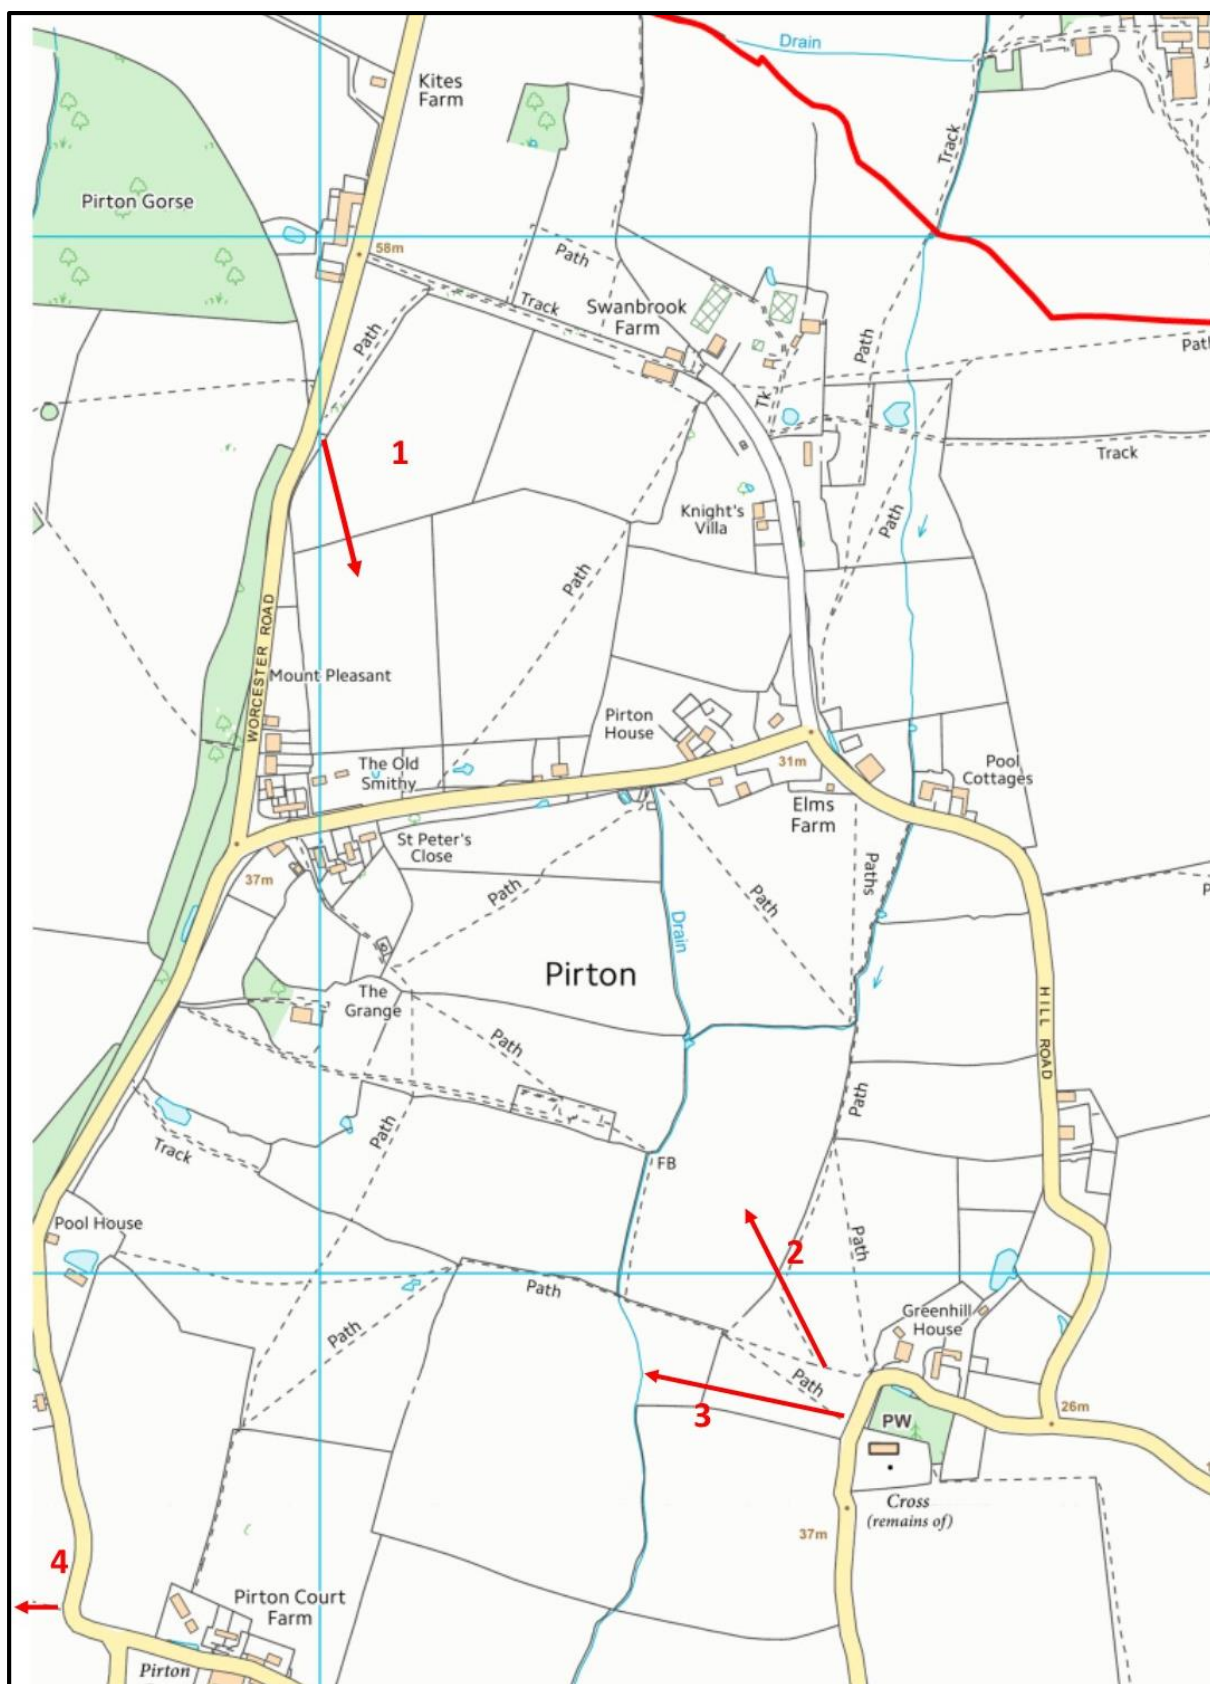 Drain
Kites
Farm
Track
Pirton Gorse
58m
Path
Track
Swanbrook
Farm
Path
Path
Path
Tk
1
Track
Knight's
Villa
Path
Path
WORCESTER ROAD
Mount Pleasant
Pirton
House
The Old
Smithy
31m
Pool
Cottages
Elms
Farm
St Peter's
Close
37m
Path
Path
Paths
Drain
Pirton
The
Grange
HILL ROAD
Path
Path
Path
Track
FB
Pool House
2
Path
Path
Greenhill
House
Path
Path
3
PW
26m
Cross
(remains of)
37m
4
Pirton Court
Farm
Pirton